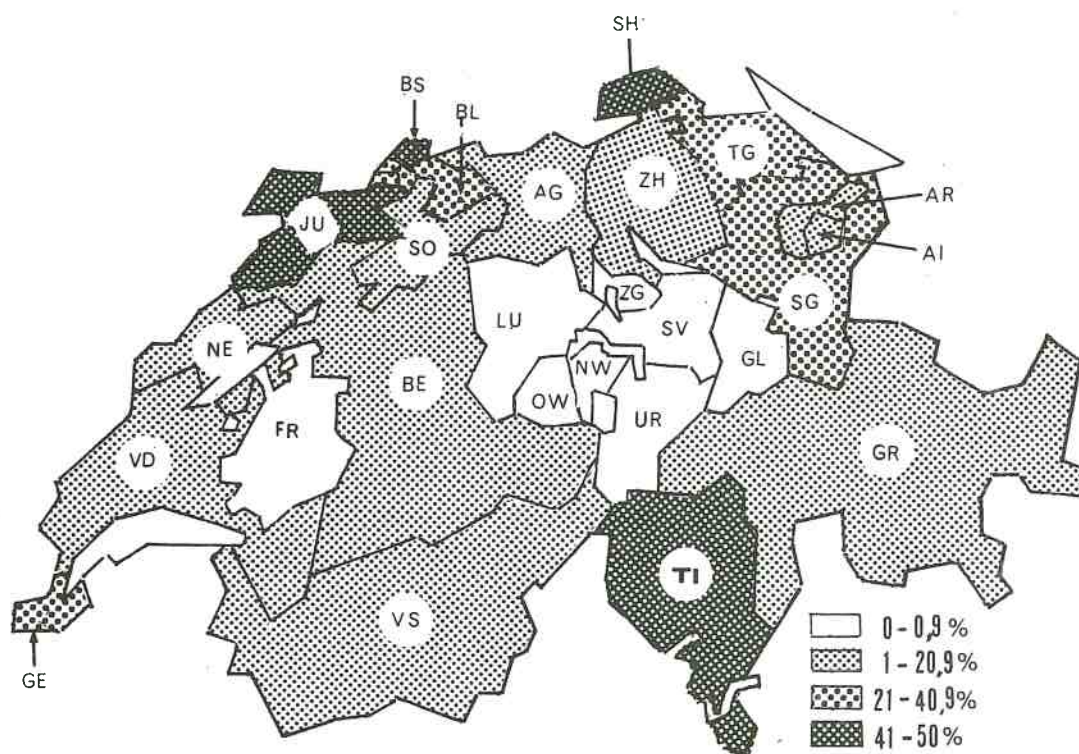 SH
BS
BL
TG
AG
ZH
AR
JU
SO
AI
ZG
SG
LU
SV
NE
GL
NW
BE
OW
FR
UR
VD
GR
TI
VS
GE
0-0,9%
1-20,9%
21-40,9%
41-50%